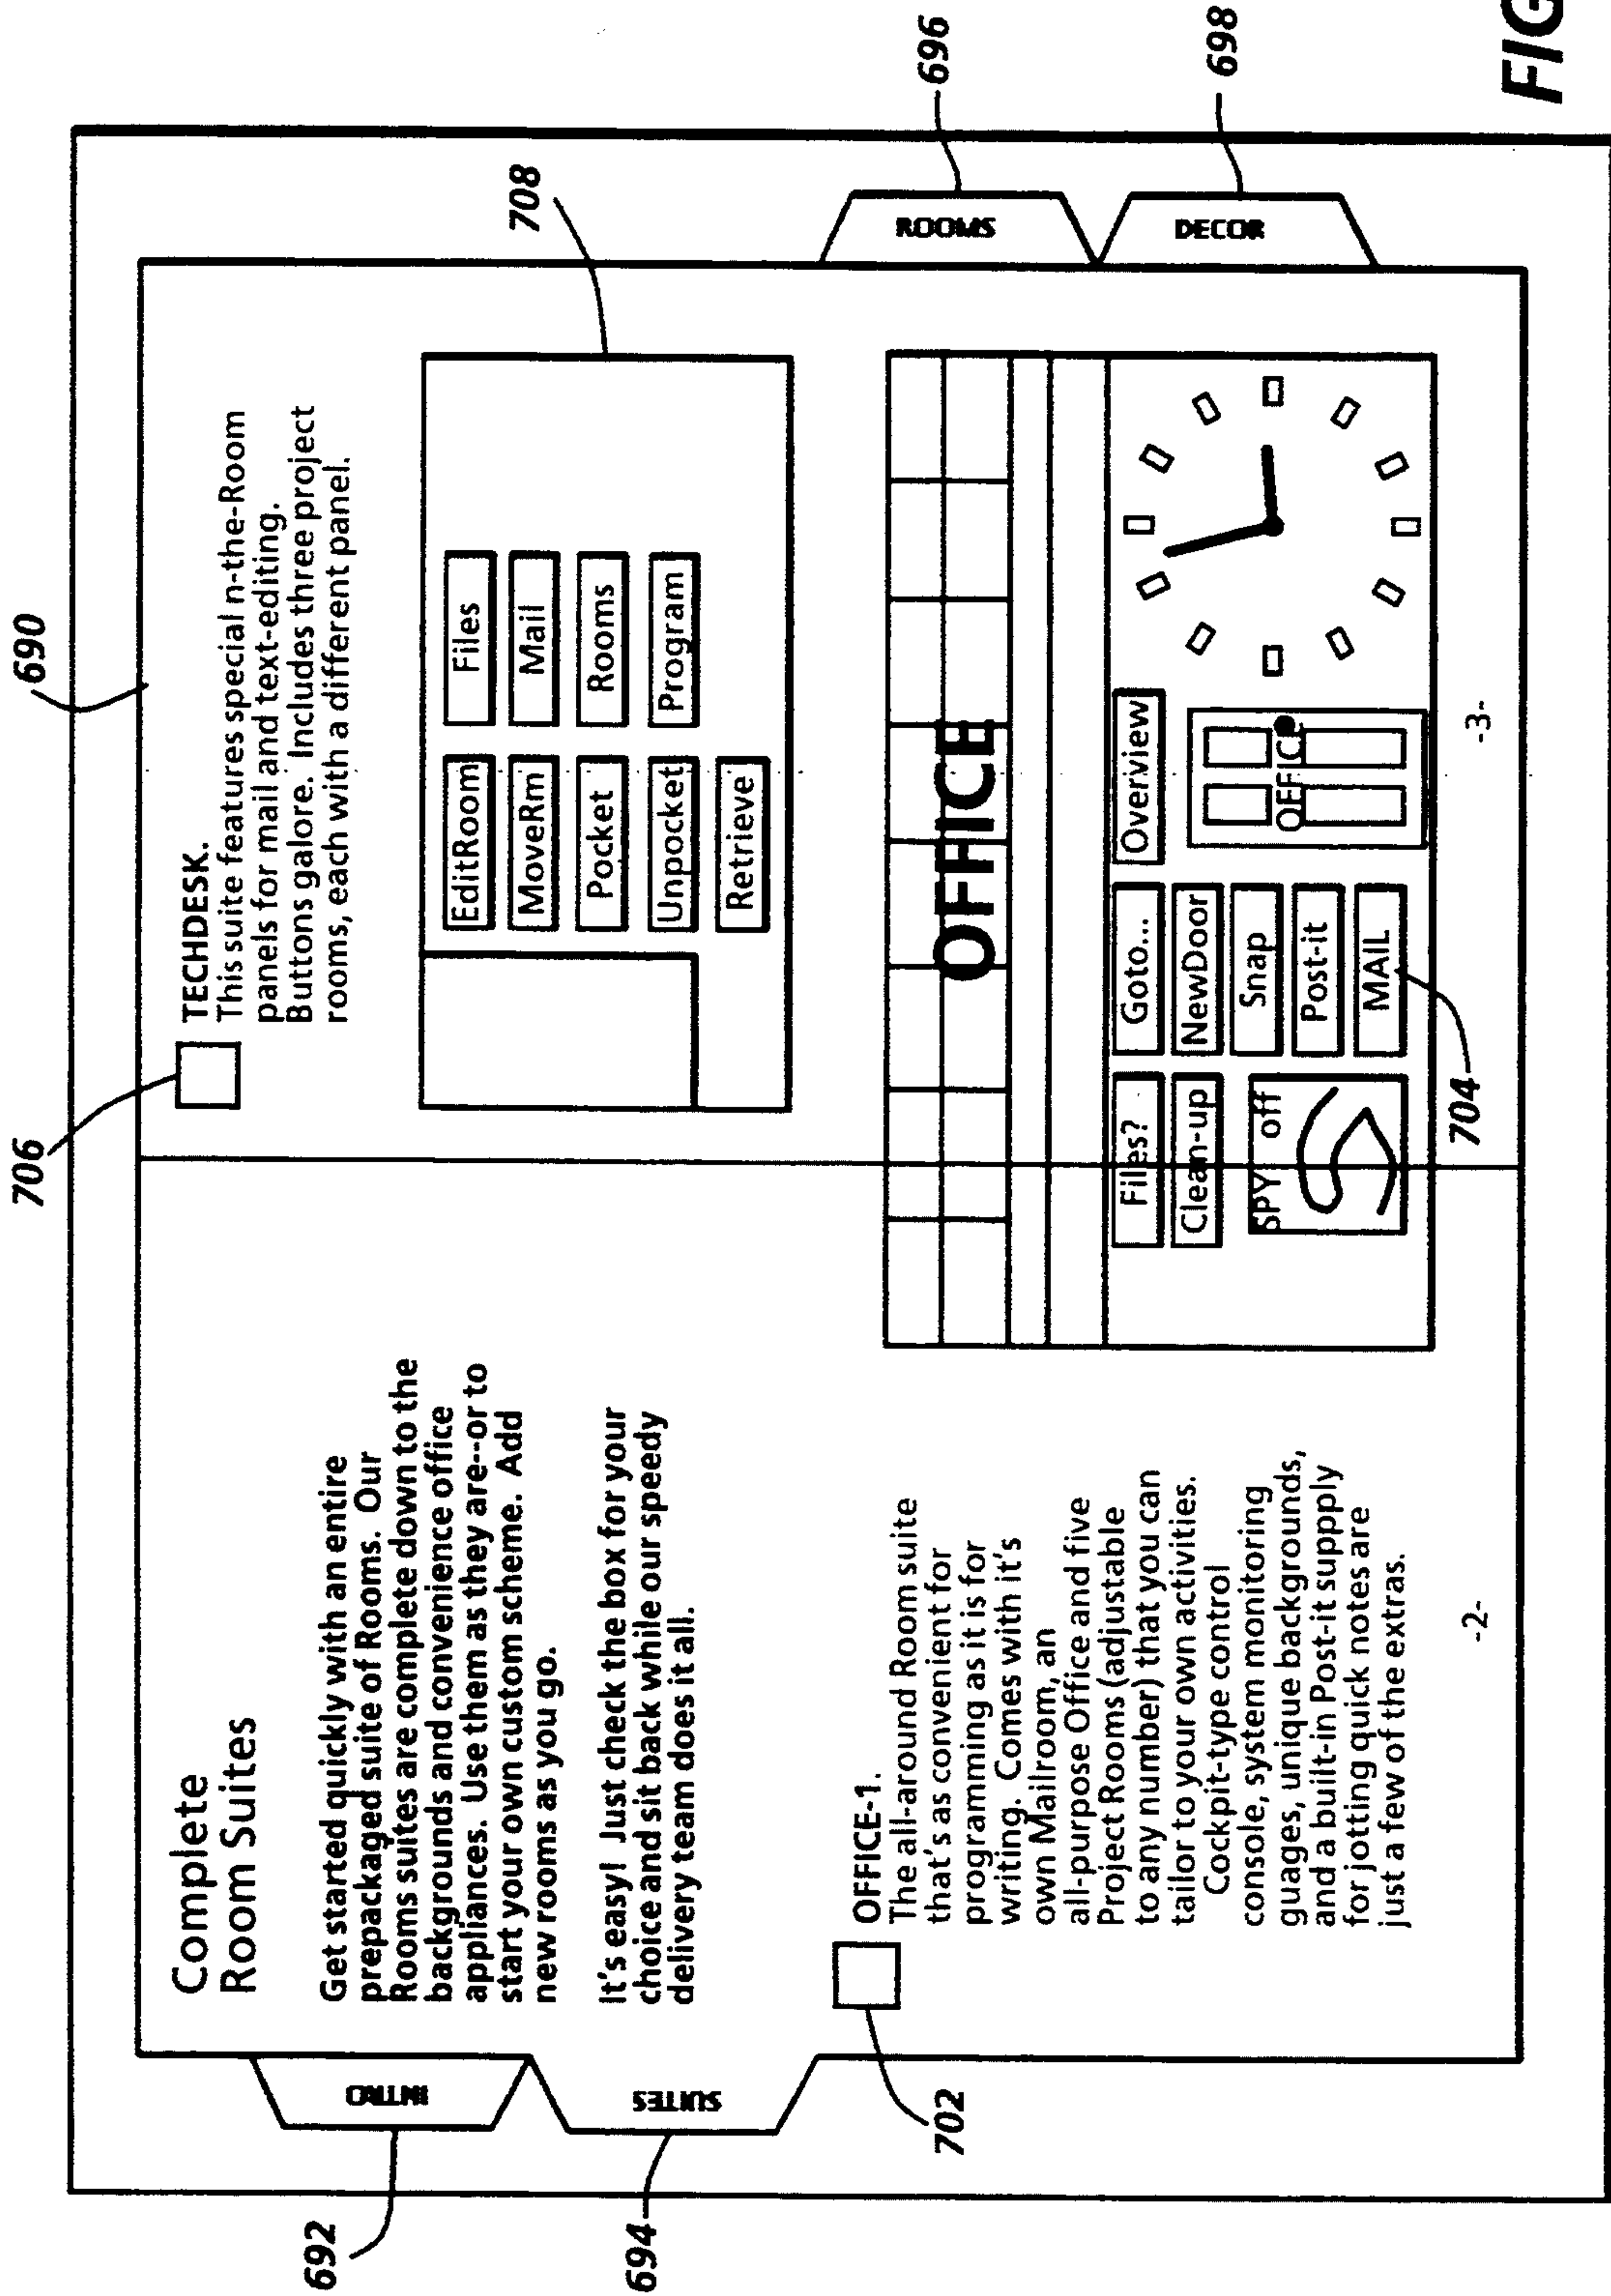 690
706
692
INTRO
694
SUITES
Complete
Room Suites
Get started quickly with an entire
prepackaged suite of Rooms. Our
Rooms suites are complete down to the
backgrounds and convenience office
appliances. Use them as they are--or to
start your own custom scheme. Add
new rooms as you go.
It's easy! Just check the box for your
choice and sit back while our speedy
delivery team does it all.
702
OFFICE-1.
The all-around Room suite
that's as convenient for
programming as it is for
writing. Comes with it's
own Mailroom, an
all-purpose Office and five
Project Rooms (adjustable
to any number) that you can
tailor to your own activities.
Cockpit-type control
console, system monitoring
guages, unique backgrounds,
and a built-in Post-it supply
for jotting quick notes are
just a few of the extras.
-2-
TECHDESK.
This suite features special n-the-Room
panels for mail and text-editing.
Buttons galore. Includes three project
rooms, each with a different panel.
708
EditRoom Files
MoveRm Mail
Pocket Rooms
Unpocket Program
Retrieve
OFFICE
Files? Goto... Overview
Clean-up NewDoor
Snap
SPY off
Post-it
OFFICE
MAIL
704
-3-
ROOMS
696
DECOR
698
FIG